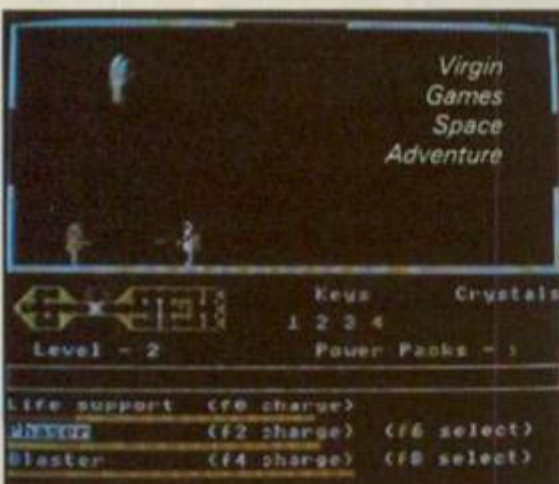 Virgin
Games
Space
Adventure
Keys Crystals
1 2 3 4
Level - 2 Power Packs -
Life support (f0 charge)
Phaser (f2 charge) (f6 select)
Blaster (f4 charge) (f8 select)